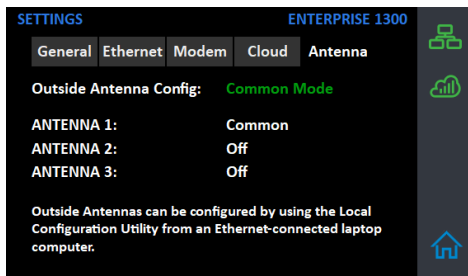 SETTINGS ENTERPRISE 1300
General Ethernet Modem Cloud Antenna
Outside Antenna Config: Common Mode
ANTENNA 1: Common
ANTENNA 2: Off
ANTENNA 3: Off
Outside Antennas can be configured by using the Local
Configuration Utility from an Ethernet-connected laptop
computer.